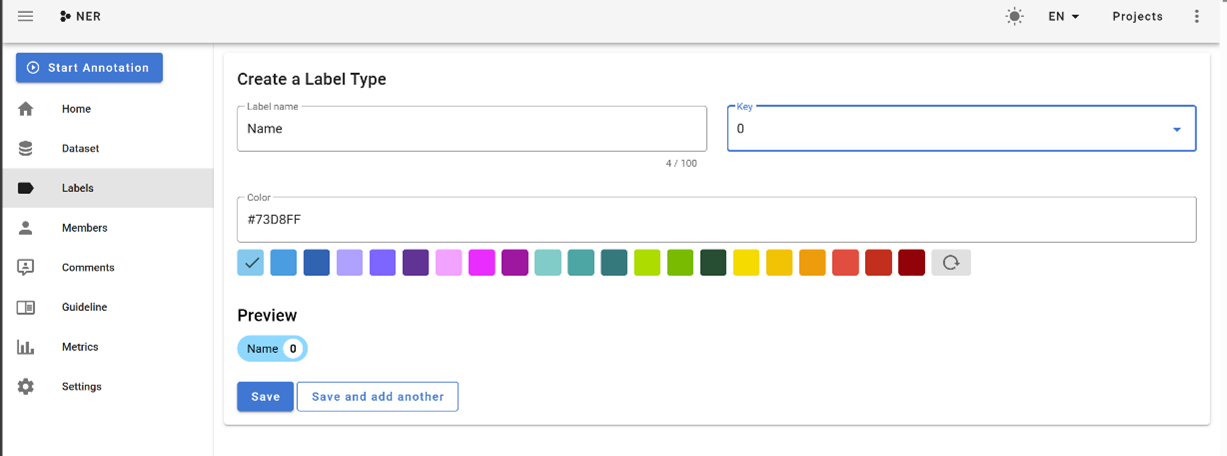 NER
EN
Projects
Start Annotation
Home
Dataset
Labels
Members
Comments
Guideline
Metrics
Settings
Create a Label Type
Label name
Name
4 / 100
Key
0
Color
#73D8FF
Preview
Name 0
Save
Save and add another